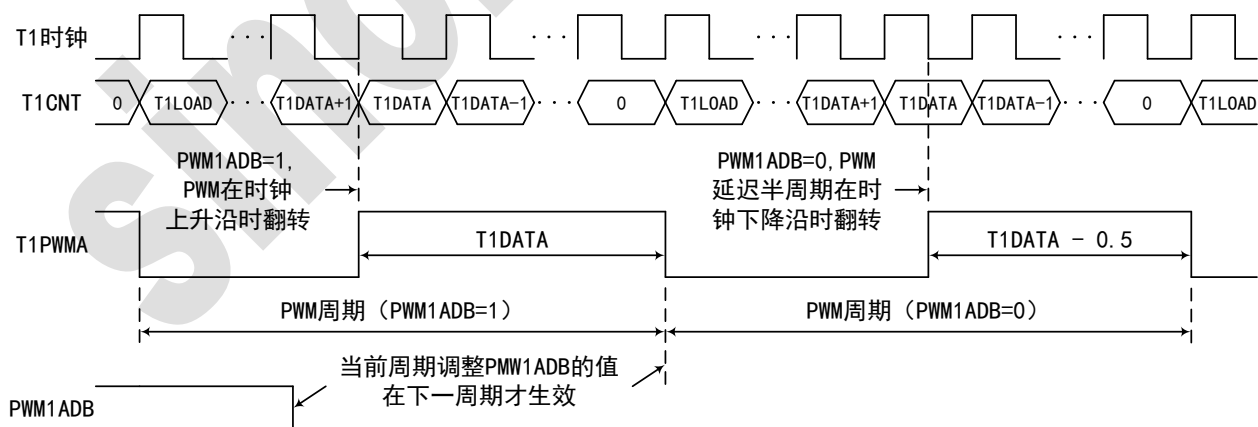 T1时钟
T1CNT 0 T1LOAD ··· T1DATA+1 T1DATA T1DATA-1 ··· 0 T1LOAD ··· T1DATA+1 T1DATA T1DATA-1 ··· 0 T1LOAD
PWM1ADB=1,
PWM在时钟
上升沿时翻转
PWM1ADB=0,PWM
延迟半周期在时
钟下降沿时翻转
T1PWMA
T1DATA
T1DATA - 0.5
PWM周期（PWM1ADB=1）
PWM周期（PWM1ADB=0）
当前周期调整PMW1ADB的值
在下一周期才生效
PWM1ADB